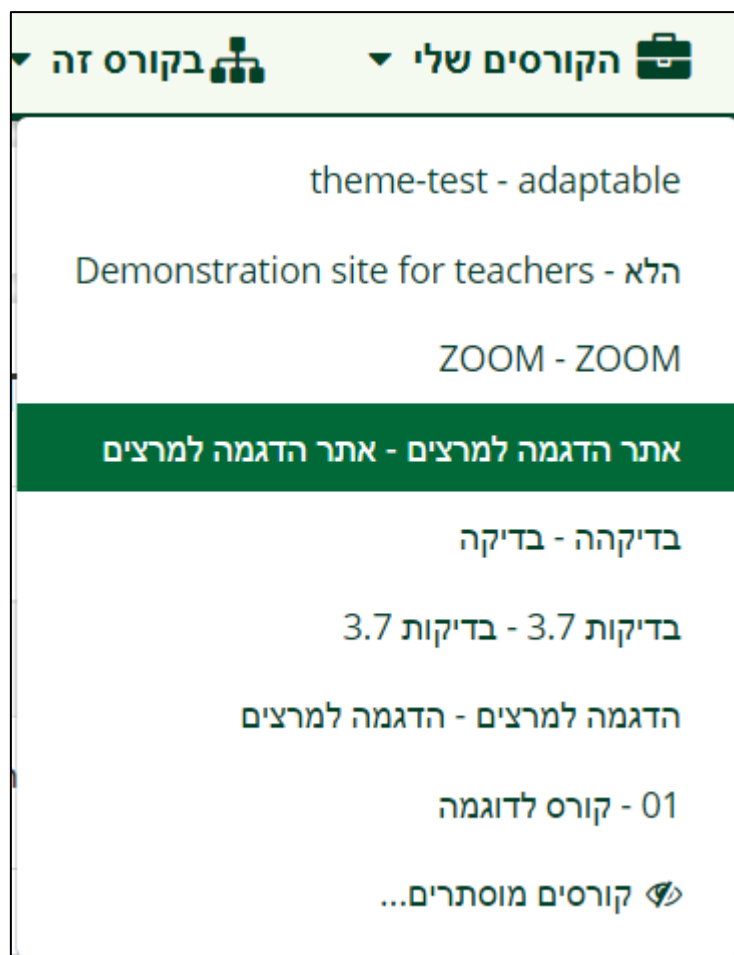 הקורסים שלי בקורס זה
theme-test - adaptable
הלא - Demonstration site for teachers
ZOOM - ZOOM
אתר הדגמה למרצים - אתר הדגמה למרצים
בדיקהה - בדיקה
בדיקות 3.7 - בדיקות 3.7
הדגמה למרצים - הדגמה למרצים
01 - קורס לדוגמה
קורסים מוסתרים...